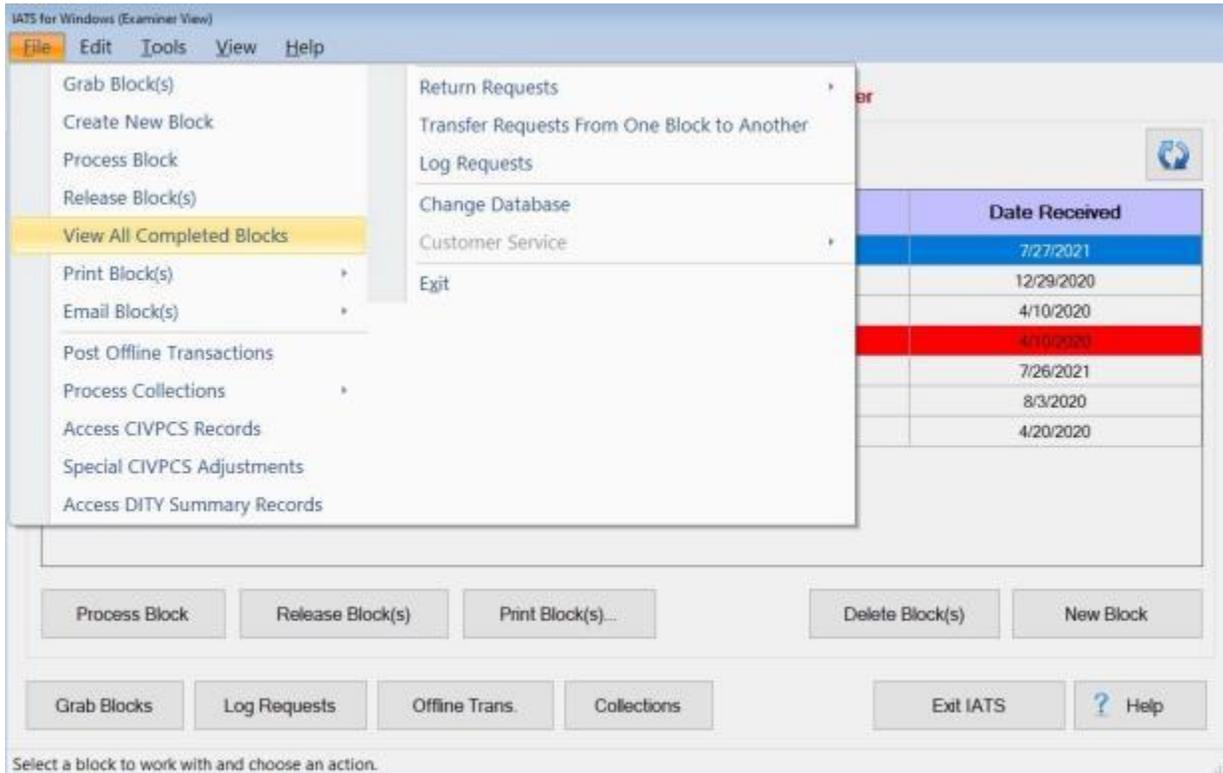 IATS for Windows (Examiner View)
File Edit Tools View Help
Grab Block(s)
Create New Block
Process Block
Release Block(s)
View All Completed Blocks
Print Block(s)
Email Block(s)
Post Offline Transactions
Process Collections
Access CIVPCS Records
Special CIVPCS Adjustments
Access DITY Summary Records
Return Requests
Transfer Requests From One Block to Another
Log Requests
Change Database
Customer Service
Exit
er
Date Received
7/27/2021
12/29/2020
4/10/2020
4/10/2020
7/26/2021
8/3/2020
4/20/2020
Process Block Release Block(s) Print Block(s)... Delete Block(s) New Block
Grab Blocks Log Requests Offline Trans. Collections Exit IATS ? Help
Select a block to work with and choose an action.